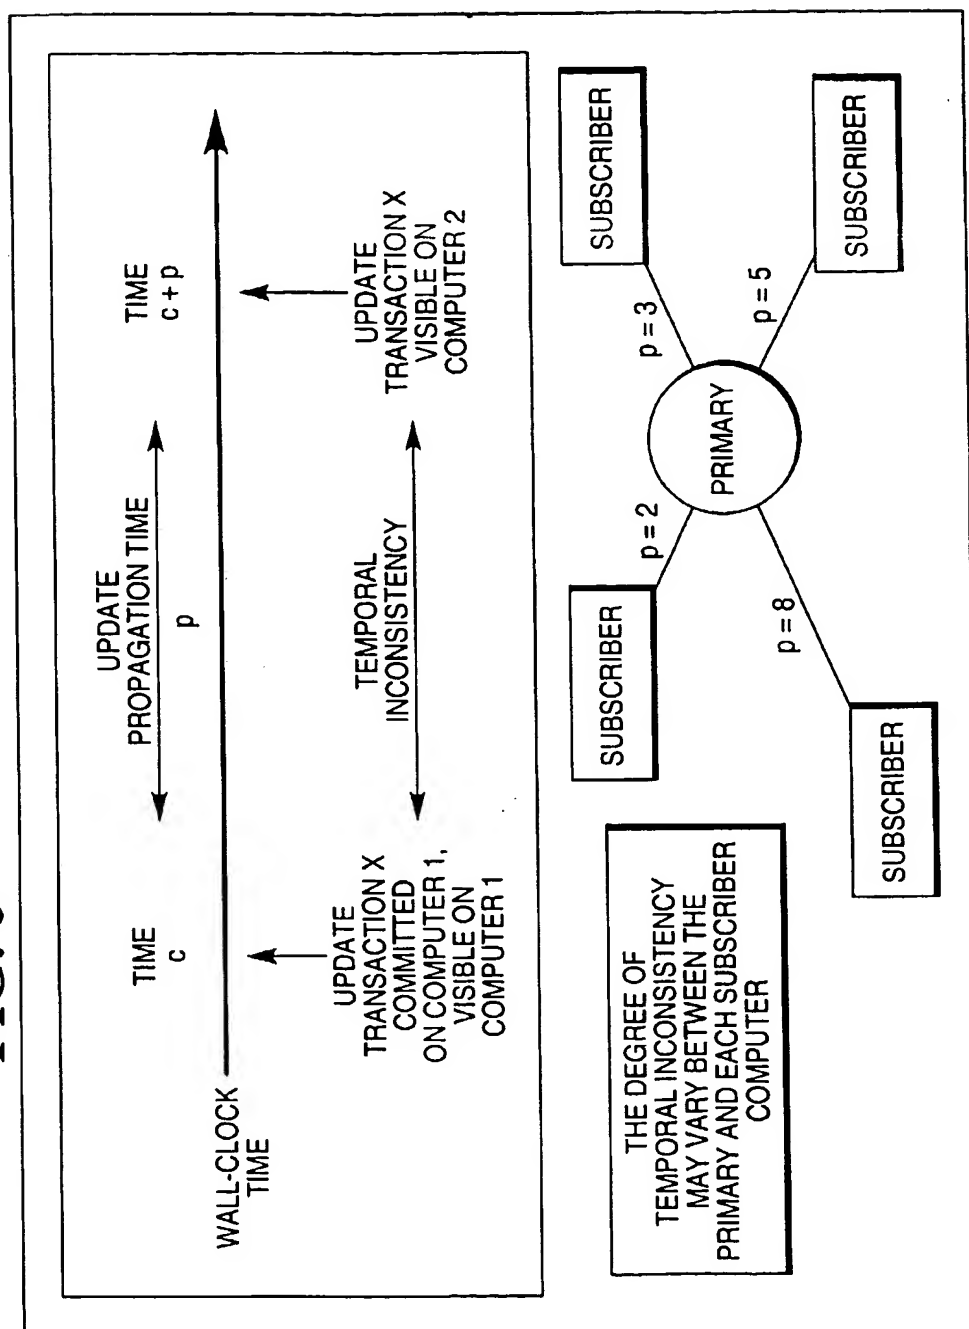 TIME
c
UPDATE
PROPAGATION TIME
p
TIME
c + p
WALL-CLOCK
TIME
UPDATE
TRANSACTION X
COMMITTED
ON COMPUTER 1,
VISIBLE ON
COMPUTER 1
TEMPORAL
INCONSISTENCY
UPDATE
TRANSACTION X
VISIBLE ON
COMPUTER 2
THE DEGREE OF
TEMPORAL INCONSISTENCY
MAY VARY BETWEEN THE
PRIMARY AND EACH SUBSCRIBER
COMPUTER
SUBSCRIBER
p = 2
SUBSCRIBER
p = 3
PRIMARY
p = 8
SUBSCRIBER
p = 5
SUBSCRIBER